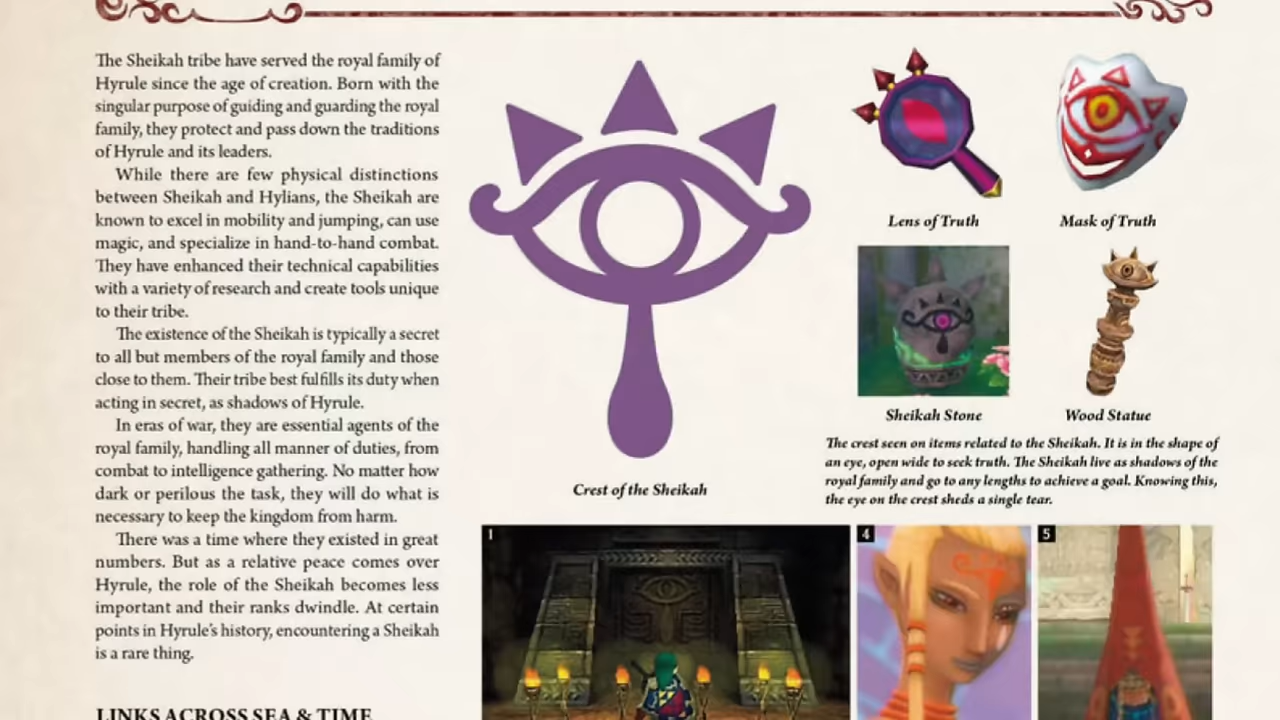 The Sheikah tribe have served the royal family of
Hyrule since the age of creation. Born with the
singular purpose of guiding and guarding the royal
family, they protect and pass down the traditions
of Hyrule and its leaders.
While there are few physical distinctions
between Sheikah and Hylians, the Sheikah are
known to excel in mobility and jumping, can use
magic, and specialize in hand-to-hand combat.
They have enhanced their technical capabilities
with a variety of research and create tools unique
to their tribe.
The existence of the Sheikah is typically a secret
to all but members of the royal family and those
close to them. Their tribe best fulfills its duty when
acting in secret, as shadows of Hyrule.
In eras of war, they are essential agents of the
royal family, handling all manner of duties, from
combat to intelligence gathering. No matter how
dark or perilous the task, they will do what is
necessary to keep the kingdom from harm.
There was a time where they existed in great
numbers. But as a relative peace comes over
Hyrule, the role of the Sheikah becomes less
important and their ranks dwindle. At certain
points in Hyrule's history, encountering a Sheikah
is a rare thing.
LINKS ACROSS SEA & TIME
Crest of the Sheikah
Lens of Truth
Mask of Truth
Sheikah Stone
Wood Statue
The crest seen on items related to the Sheikah. It is in the shape of
an eye, open wide to seek truth. The Sheikah live as shadows of the
royal family and go to any lengths to achieve a goal. Knowing this,
the eye on the crest sheds a single tear.
1
4
5